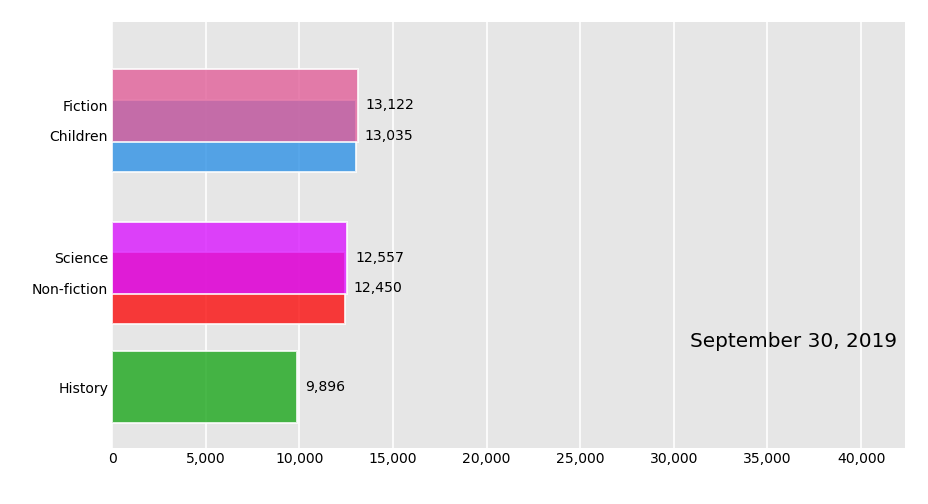 Fiction 13,122
Children 13,035
Science 12,557
Non-fiction 12,450
September 30, 2019
History 9,896
0 5,000 10,000 15,000 20,000 25,000 30,000 35,000 40,000